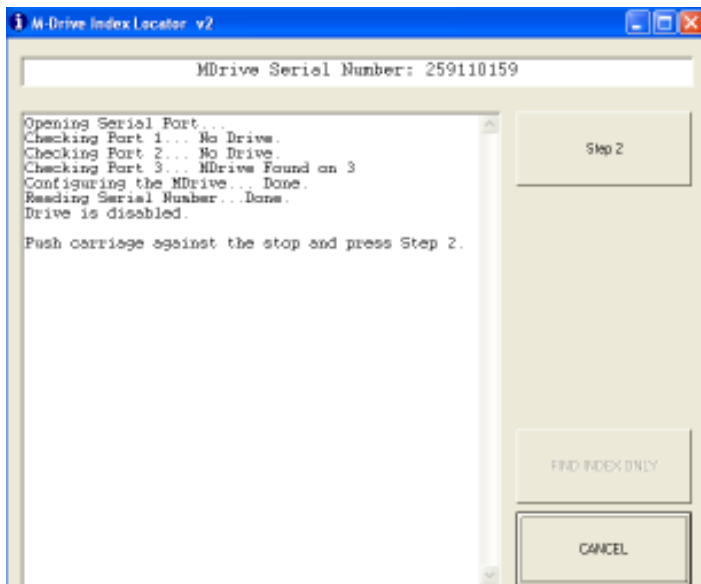 M-Drive Index Locator v2
MDrive Serial Number: 259110159
Opening Serial Port...
Checking Port 1... No Drive.
Checking Port 2... No Drive.
Checking Port 3... MDrive Found on 3
Configuring the MDrive... Done.
Reading Serial Number...Done.
Drive is disabled.
Push carriage against the stop and press Step 2.
Step 2
FIND INDEX ONLY
CANCEL